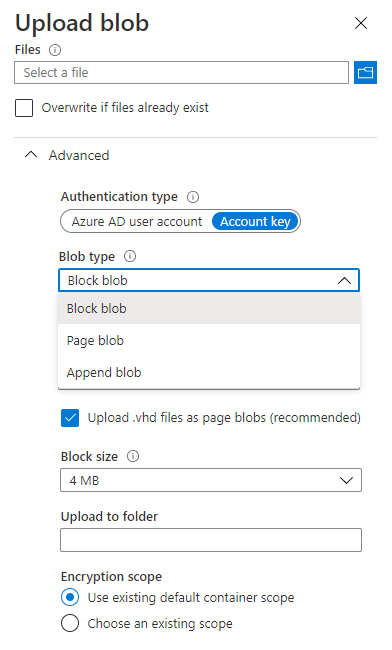 Upload blob
Files
Select a file
Overwrite if files already exist
Advanced
Authentication type
Azure AD user account Account key
Blob type
Block blob
Block blob
Page blob
Append blob
Upload .vhd files as page blobs (recommended)
Block size
4 MB
Upload to folder
Encryption scope
Use existing default container scope
Choose an existing scope